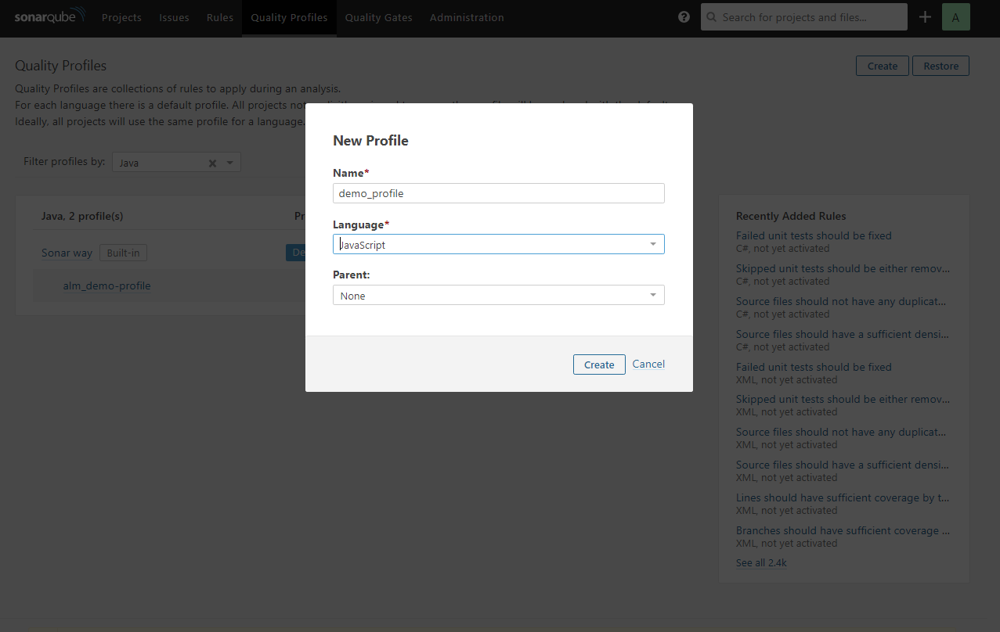 sonarqube Projects Issues Rules Quality Profiles Quality Gates Administration ? Search for projects and files... + A
Quality Profiles
Create Restore
Quality Profiles are collections of rules to apply during an analysis.
For each language there is a default profile. All projects not
Ideally, all projects will use the same profile for a language.
Filter profiles by: Java
Java, 2 profile(s)
Sonar way Built-in
alm_demo-profile
New Profile
Name*
demo_profile
Language*
JavaScript
Parent:
None
Create Cancel
Recently Added Rules
Failed unit tests should be fixed
C#, not yet activated
Skipped unit tests should be either remov...
C#, not yet activated
Source files should not have any duplicat...
C#, not yet activated
Source files should have a sufficient densi...
C#, not yet activated
Failed unit tests should be fixed
XML, not yet activated
Skipped unit tests should be either remov...
XML, not yet activated
Source files should not have any duplicat...
XML, not yet activated
Source files should have a sufficient densi...
XML, not yet activated
Lines should have sufficient coverage by t...
XML, not yet activated
Branches should have sufficient coverage ...
XML, not yet activated
See all 2.4k